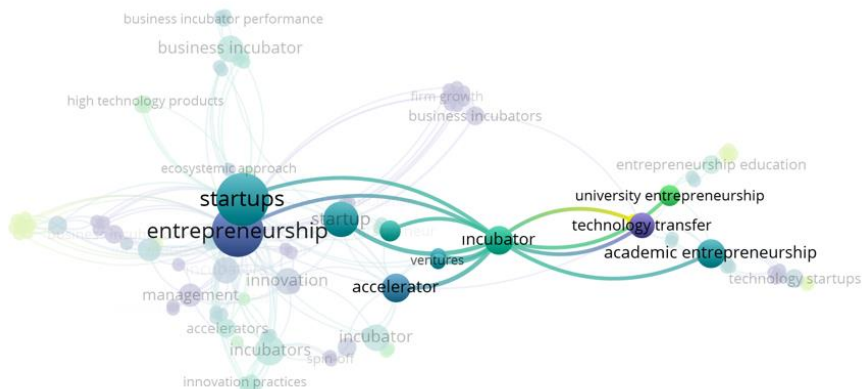 business incubator performance
business incubator
high technology products
firm growth
business incubators
ecosystemic approach
entrepreneurship education
startups
university entrepreneurship
startup
technology transfer
entrepreneurship
incubator
academic entrepreneurship
ventures
technology startups
innovation
accelerator
management
accelerators
incubator
incubators
spin-off
innovation practices